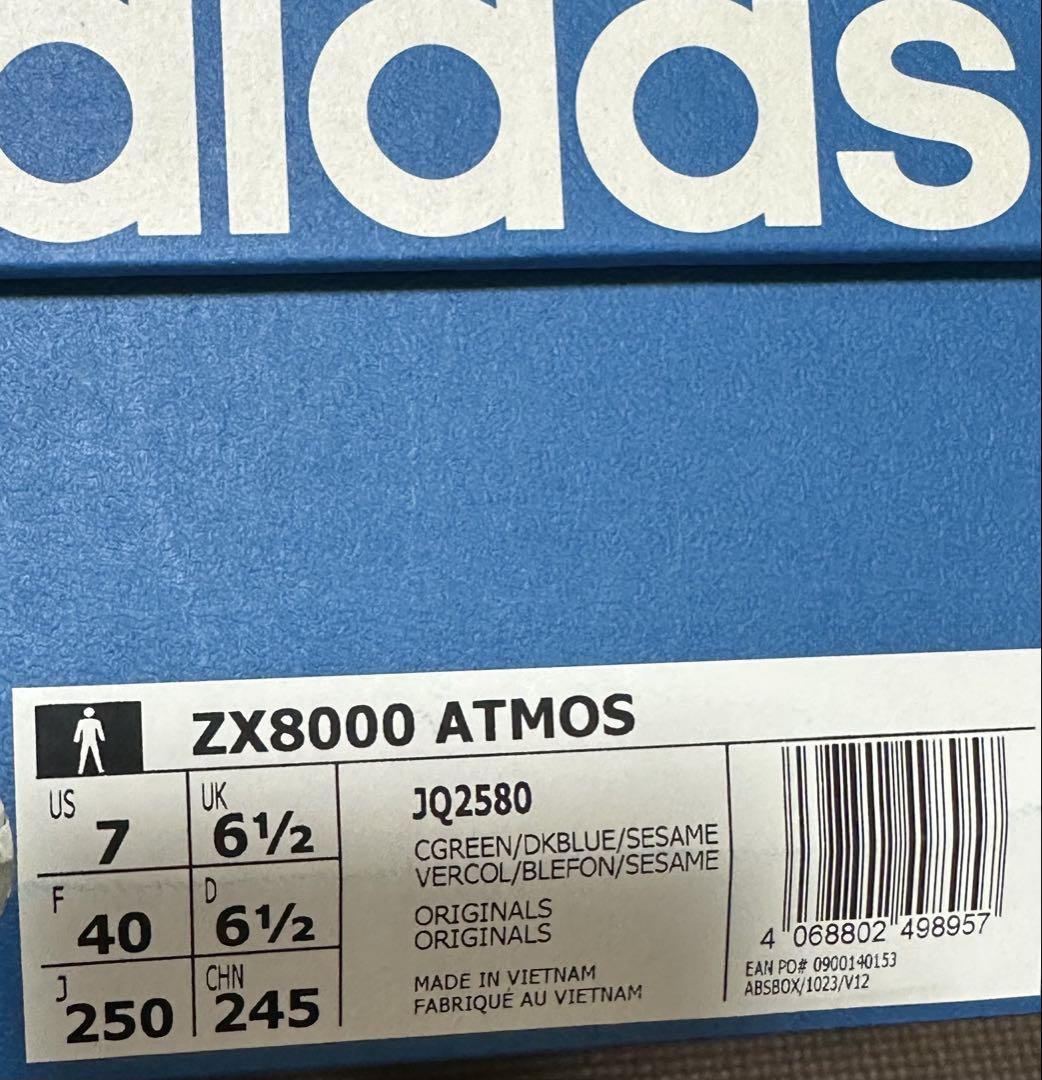 adidas
ZX8000 ATMOS
US 7
UK 6½
F 40
D 6½
J 250
CHN 245
JQ2580
CGREEN/DKBLUE/SESAME
VERCOL/BLEFON/SESAME
ORIGINALS
ORIGINALS
MADE IN VIETNAM
FABRIQUÉ AU VIETNAM
4 068802 498957
EAN PO# 0900140153
ABSBOX/1023/V12